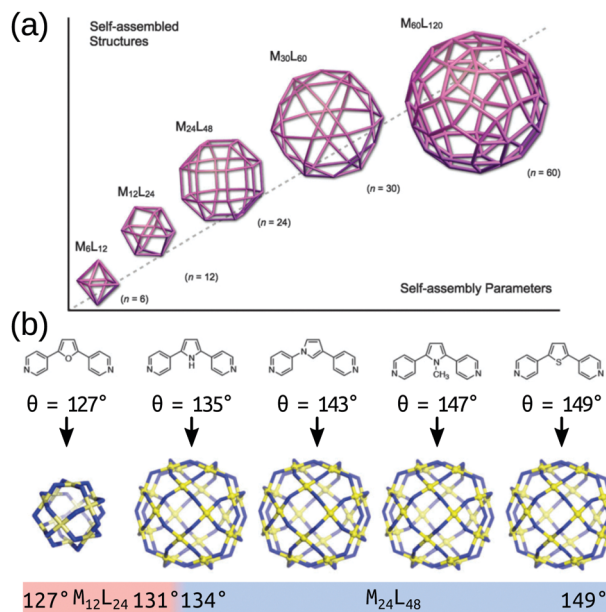 (a)
Self-assembled
Structures
M60L120
M30L60
M24L48
M12L24
M6L12
(n = 60)
(n = 30)
(n = 24)
(n = 12)
(n = 6)
Self-assembly Parameters
(b)
N O N
N N H N
N N N
N N CH3 N
N S N
θ = 127° θ = 135° θ = 143° θ = 147° θ = 149°
127° M12L24 131° 134° M24L48 149°